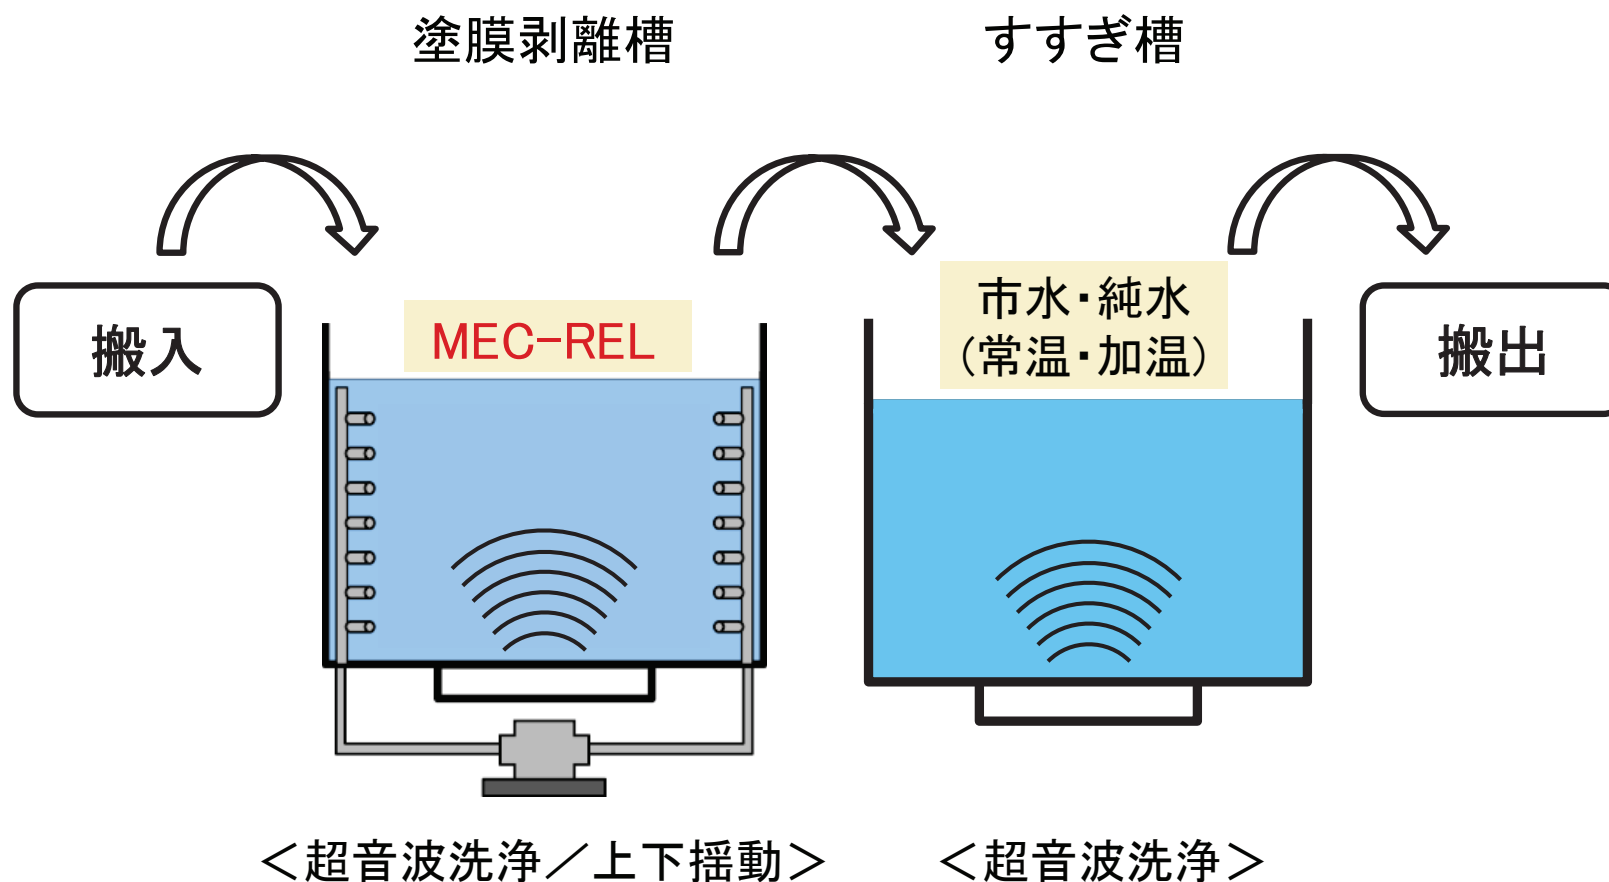 塗膜剥離槽
すすぎ槽
搬入
MEC-REL
市水・純水
(常温・加温)
搬出
<超音波洗浄/上下揺動>
<超音波洗浄>